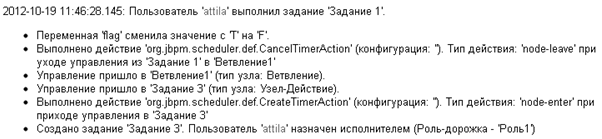 2012-10-19 11:46:28.145: Пользователь 'attila' выполнил задание 'Задание 1'.
Переменная 'flag' сменила значение с 'T' на 'F'.
Выполнено действие 'org.jbpm.scheduler.def.CancelTimerAction' (конфигурация: ''). Тип действия: 'node-leave' при
уходе управления из 'Задание 1' в 'Ветвление1'
Управление пришло в 'Ветвление1' (тип узла: Ветвление).
Управление пришло в 'Задание 3' (тип узла: Узел-Действие).
Выполнено действие 'org.jbpm.scheduler.def.CreateTimerAction' (конфигурация: ''). Тип действия: 'node-enter' при
приходе управления в 'Задание 3'
Создано задание 'Задание 3'. Пользователь 'attila' назначен исполнителем (Роль-дорожка - 'Роль1')